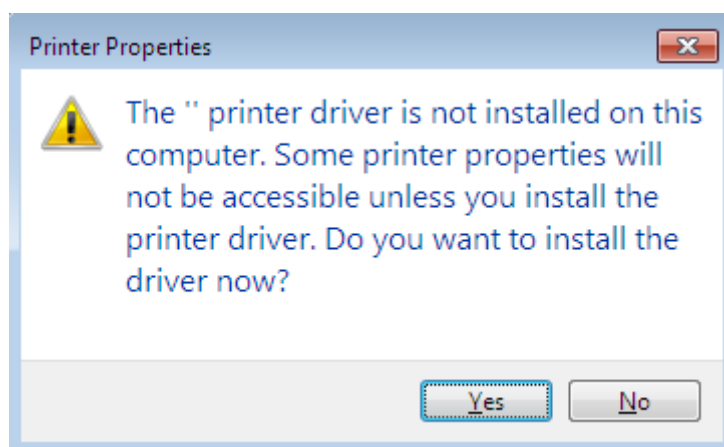 Printer Properties
The '' printer driver is not installed on this
computer. Some printer properties will
not be accessible unless you install the
printer driver. Do you want to install the
driver now?
Yes
No